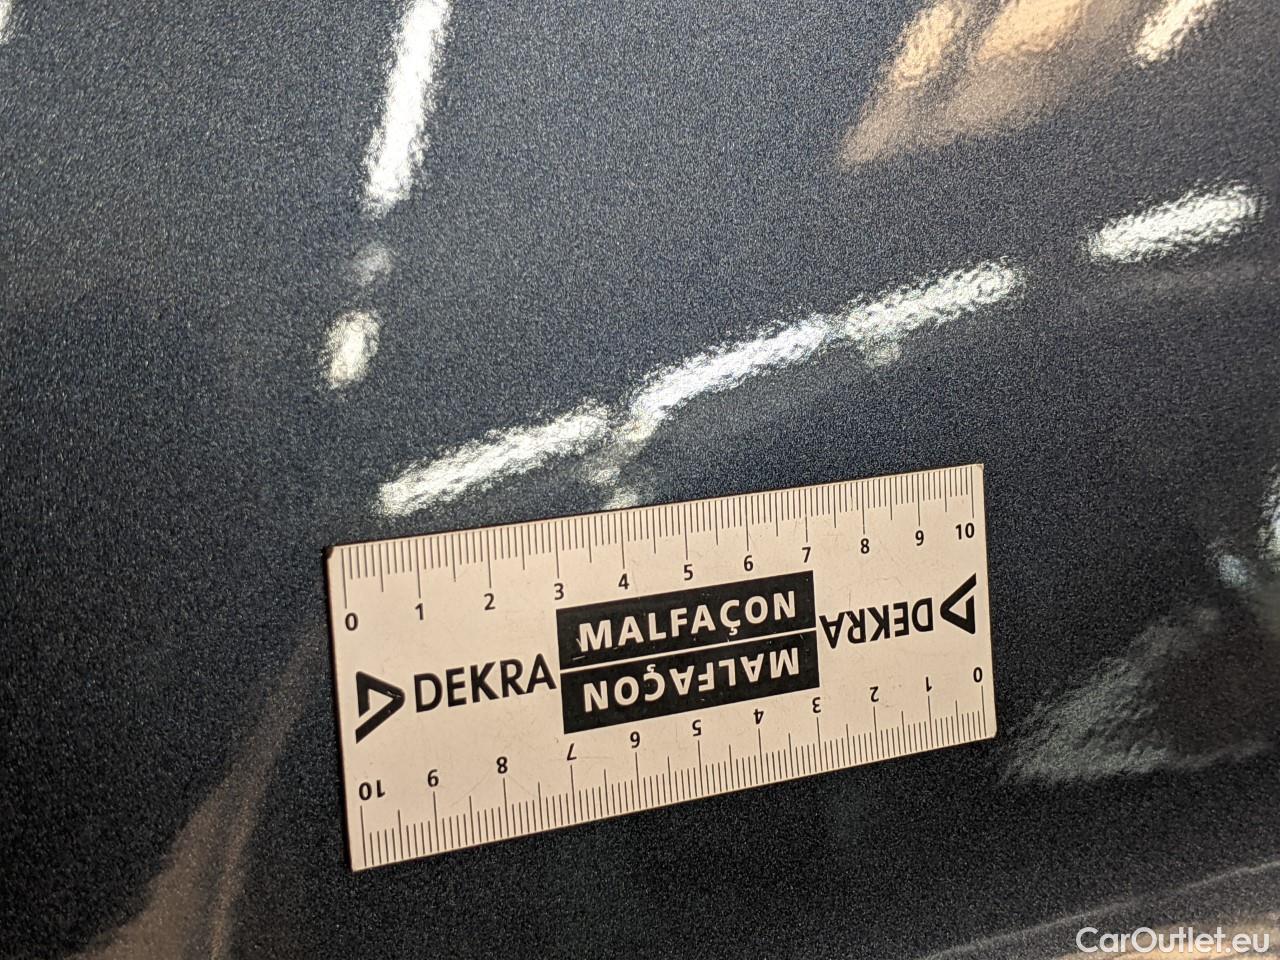 0 1 2 3 4 5 6 7 8 9 10
MALFAÇON
DEKRA
DEKRA
MALFAÇON
10 9 8 7 6 5 4 3 2 1 0
CarOutlet.eu